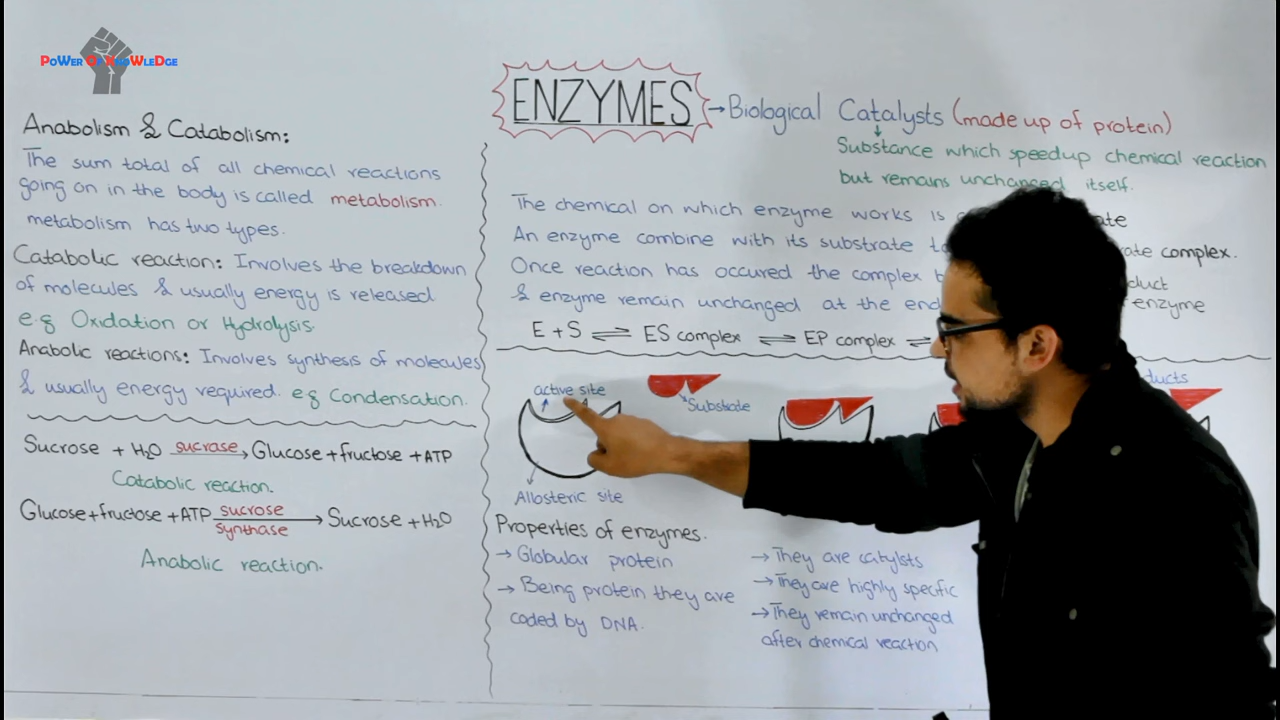 PoWer Of KnoWLeDge
Anabolism & Catabolism:
The sum total of all chemical reactions
going on in the body is called metabolism.
metabolism has two types.
Catabolic reaction: Involves the breakdown
of molecules & usually energy is released
e.g Oxidation or Hydrolysis.
Anabolic reactions: Involves synthesis of molecules
& usually energy required. e.g Condensation.
Sucrose + H2O sucrase → Glucose + fructose + ATP
Catabolic reaction.
Glucose + fructose + ATP sucrose → Sucrose + H2O
synthase
Anabolic reaction.
ENZYMES → Biological Catalysts (made up of protein)
Substance which speedup chemical reaction
but remains unchanged itself.
The chemical on which enzyme works is
An enzyme combine with its substrate to complex.
Once reaction has occured the complex
& enzyme remain unchanged at the end enzyme
E + S ⇌ ES complex ⇌ EP complex ⇌
active site
Substrate
Allosteric site
Properties of enzymes.
→ Globular protein
→ Being protein they are
coded by DNA.
→ They are catylsts
→ They are highly specific
→ They remain unchanged
after chemical reaction